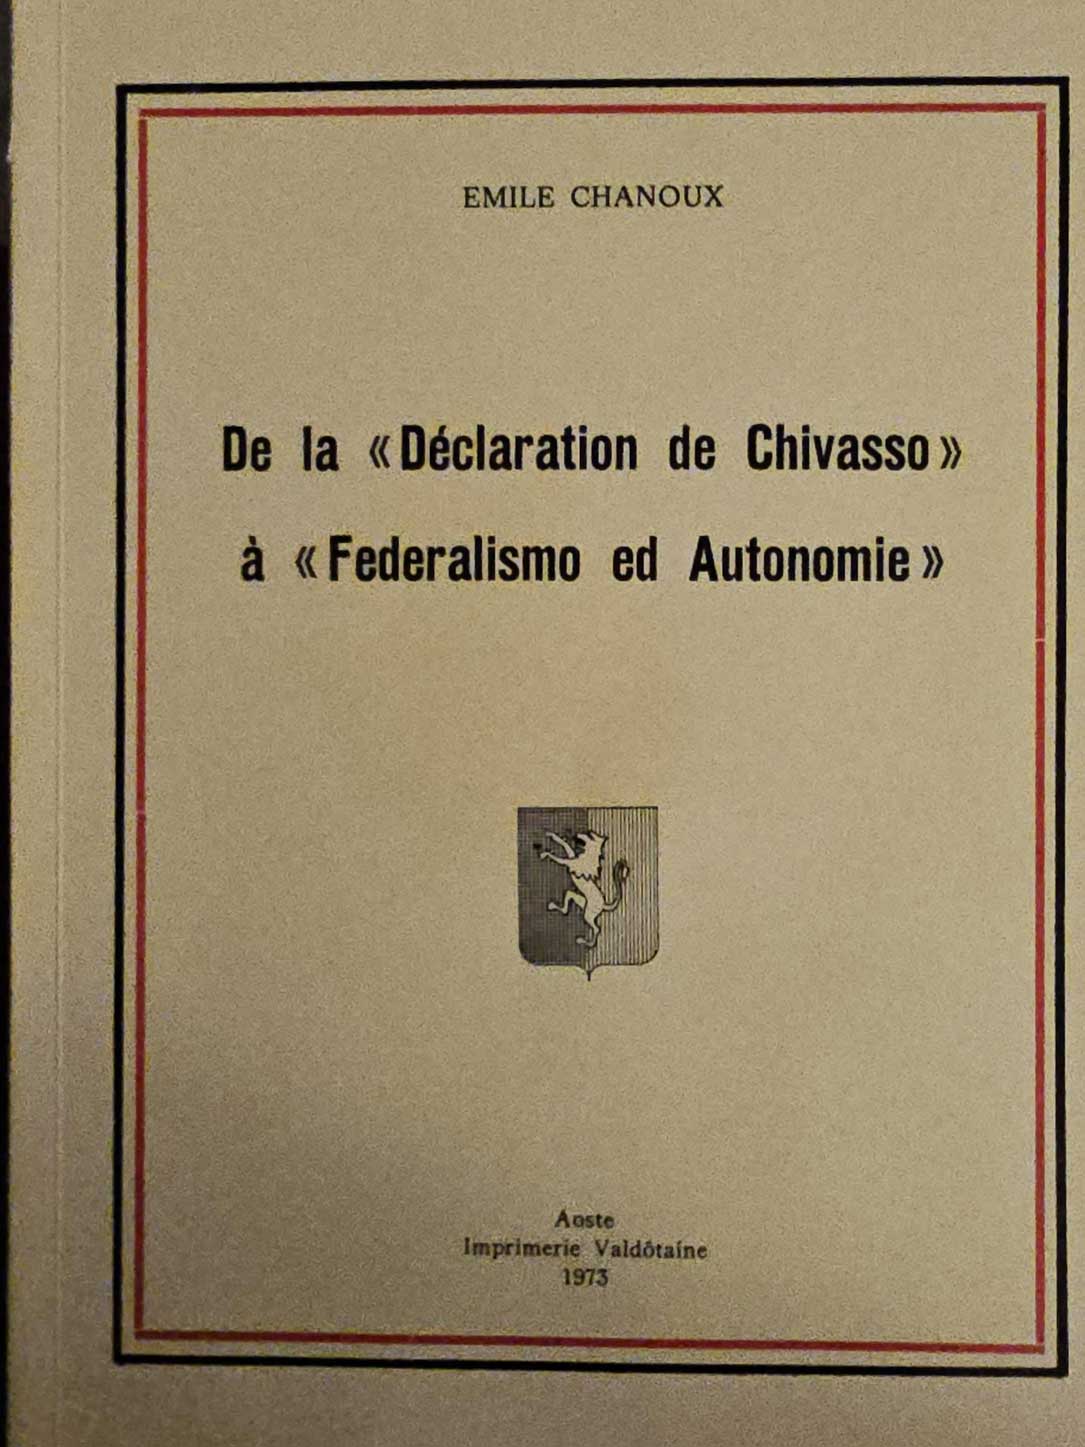 EMILE CHANOUX
De la «Déclaration de Chivasso»
à «Federalismo ed Autonomie»
Aoste
Imprimerie Valdôtaine
1973